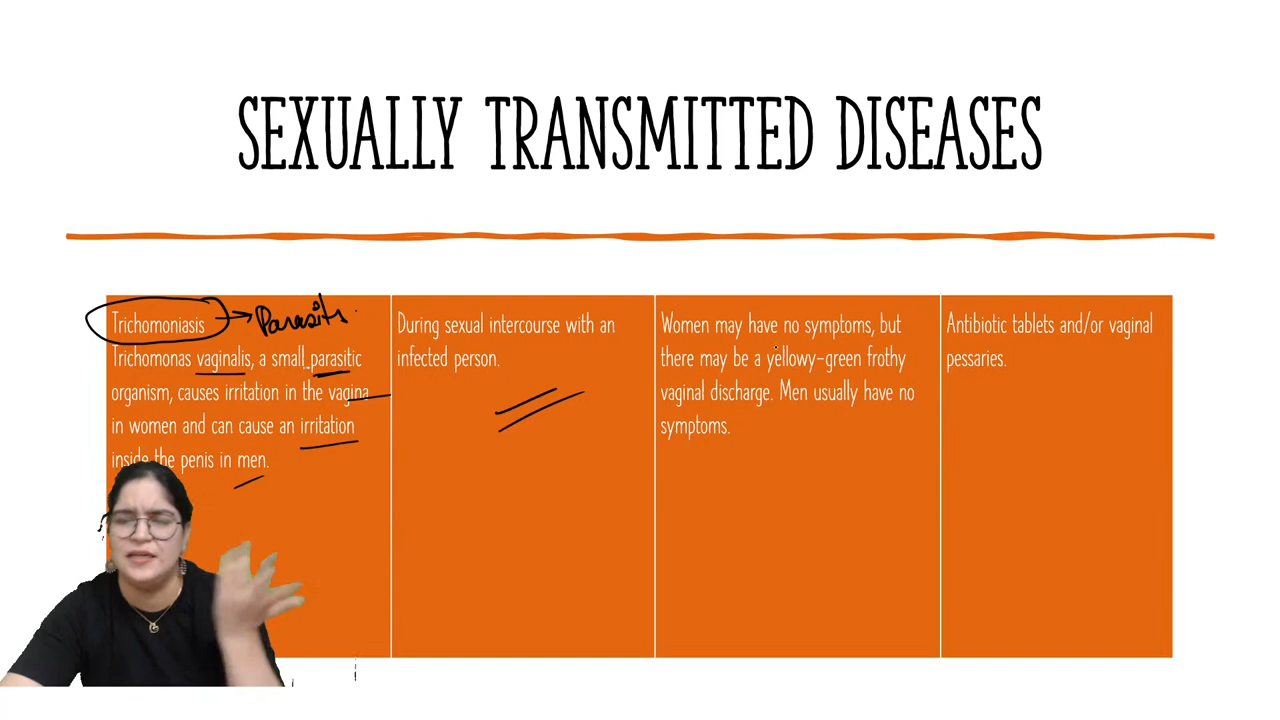 SEXUALLY TRANSMITTED DISEASES
Trichomoniasis → Parasite
Trichomonas vaginalis, a small parasitic
organism, causes irritation in the vagina
in women and can cause an irritation
inside the penis in men.
During sexual intercourse with an
infected person.
Women may have no symptoms, but
there may be a yellowy-green frothy
vaginal discharge. Men usually have no
symptoms.
Antibiotic tablets and/or vaginal
pessaries.